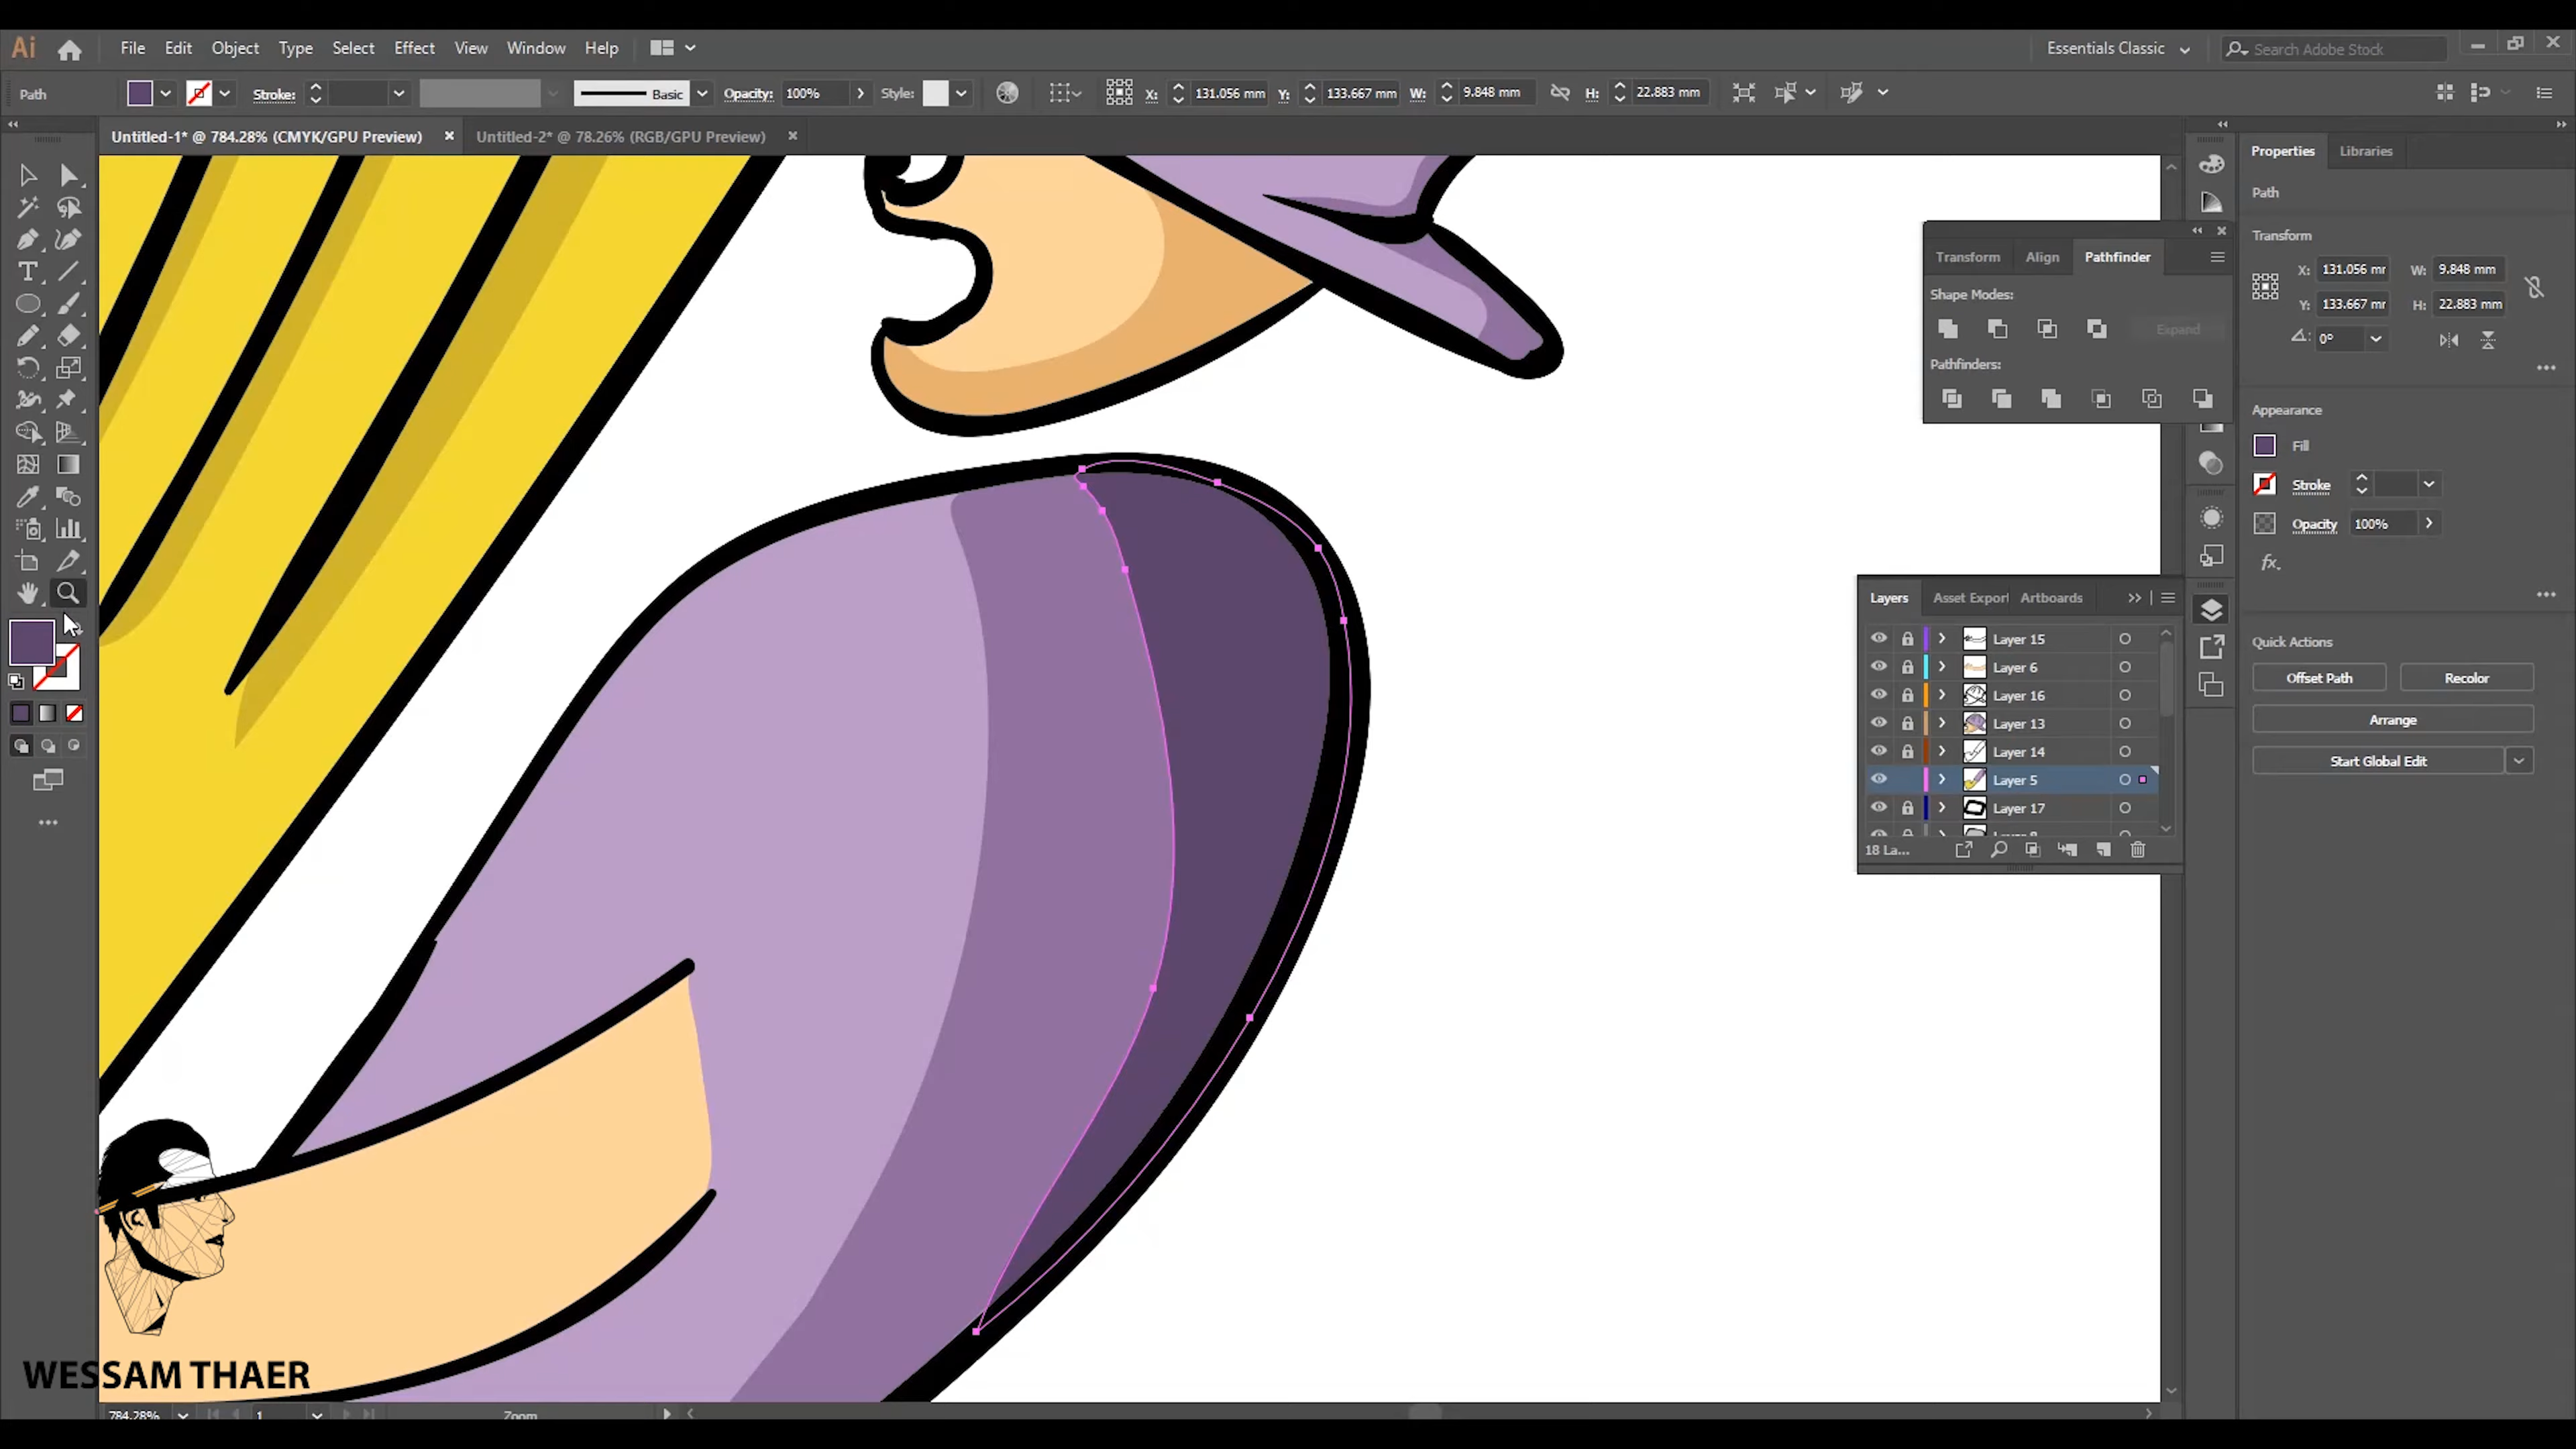 Ai File Edit Object Type Select Effect View Window Help Essentials Classic Search Adobe Stock
Path Stroke: Basic Opacity: 100% Style: X: 131.056 mm Y: 133.667 mm W: 9.848 mm H: 22.883 mm
Untitled-1* @ 784.28% (CMYK/GPU Preview) Untitled-2* @ 78.26% (RGB/GPU Preview)
Properties Libraries
Path
Transform
X: 131.056 mr W: 9.848 mm
Y: 133.667 mr H: 22.883 mm
0°
Appearance
Fill
Stroke
Opacity 100%
fx.
Quick Actions
Offset Path Recolor
Arrange
Start Global Edit
Transform Align Pathfinder
Shape Modes:
Expand
Pathfinders:
Layers Asset Export Artboards
Layer 15
Layer 6
Layer 16
Layer 13
Layer 14
Layer 5
Layer 17
18 La...
WESSAM THAER
784.28% 1 Zoom